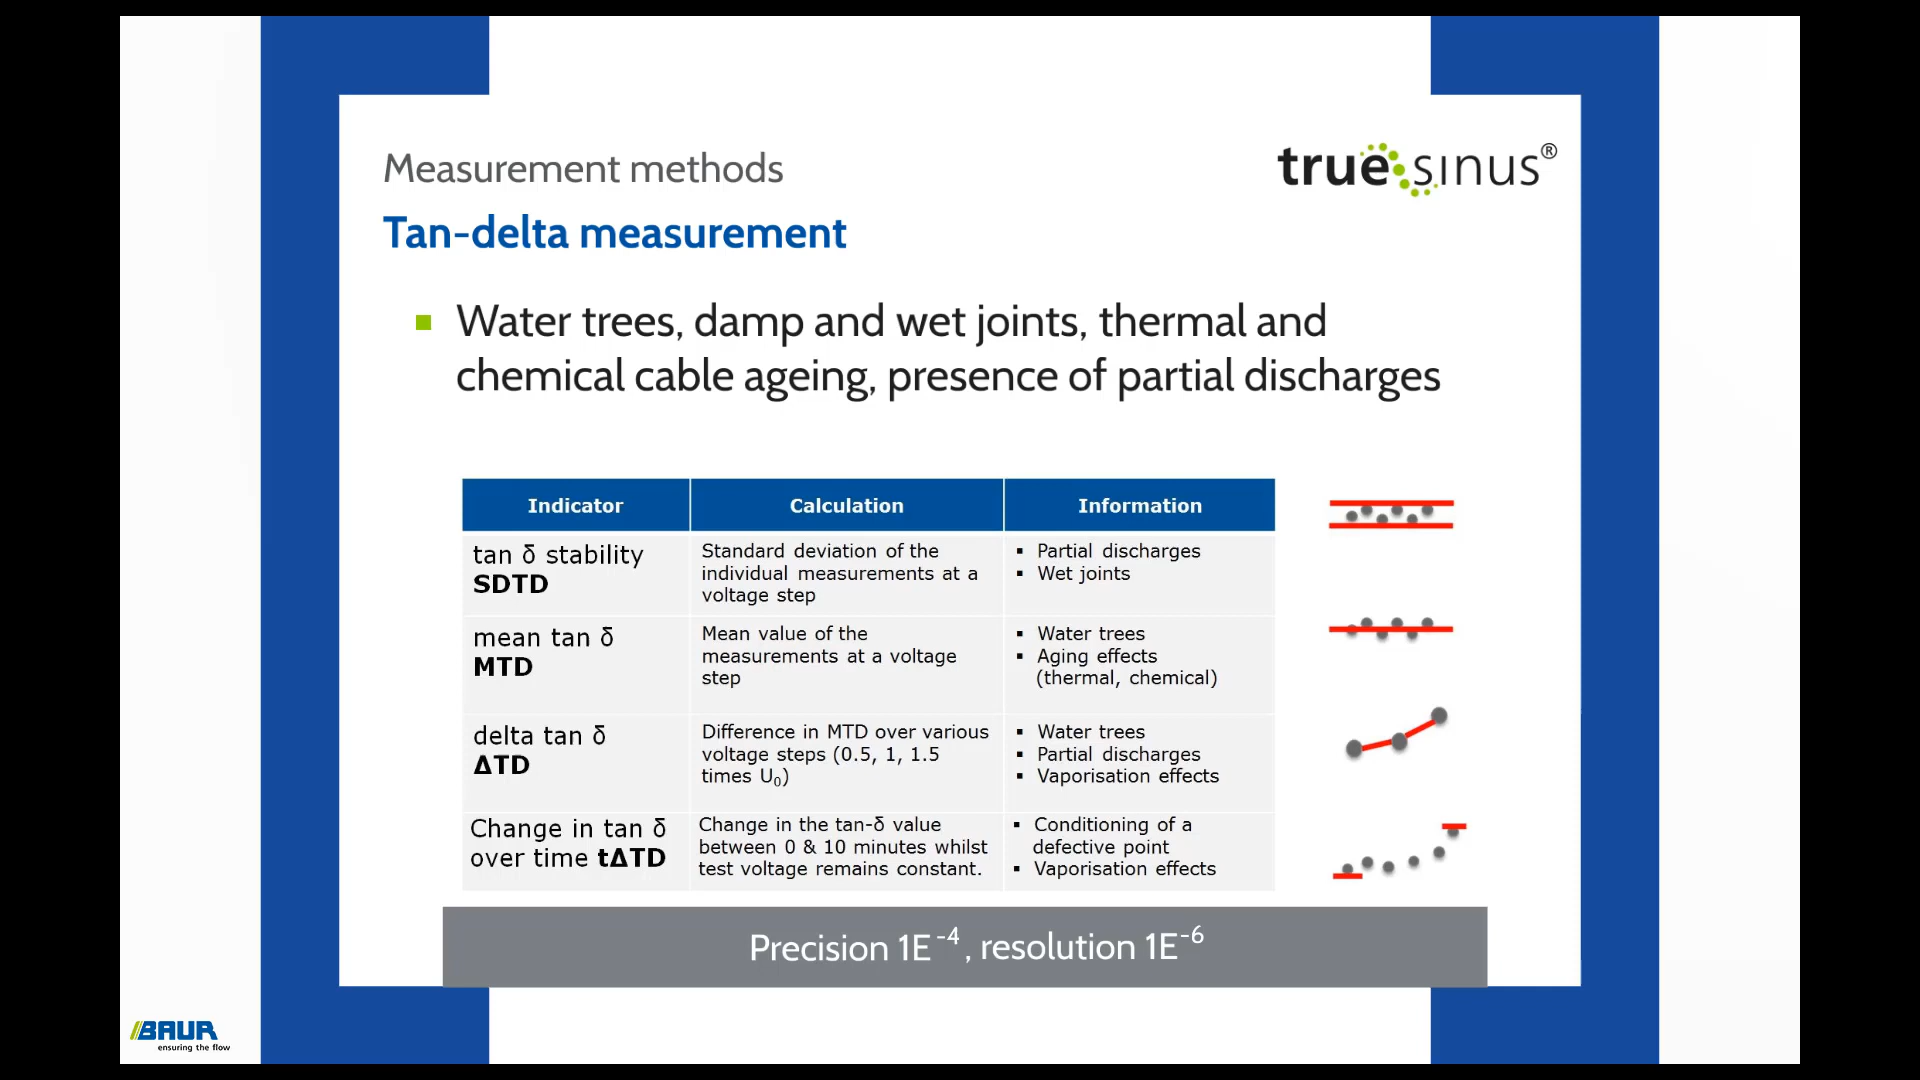 Measurement methods
truesinus®
Tan-delta measurement
Water trees, damp and wet joints, thermal and
chemical cable ageing, presence of partial discharges
Indicator
Calculation
Information
tan δ stability
SDTD
Standard deviation of the
individual measurements at a
voltage step
▪ Partial discharges
▪ Wet joints
mean tan δ
MTD
Mean value of the
measurements at a voltage
step
▪ Water trees
▪ Aging effects
(thermal, chemical)
delta tan δ
ΔTD
Difference in MTD over various
voltage steps (0.5, 1, 1.5
times U₀)
▪ Water trees
▪ Partial discharges
▪ Vaporisation effects
Change in tan δ
over time tΔTD
Change in the tan-δ value
between 0 & 10 minutes whilst
test voltage remains constant.
▪ Conditioning of a
defective point
▪ Vaporisation effects
Precision 1E⁻⁴, resolution 1E⁻⁶
BAUR
ensuring the flow